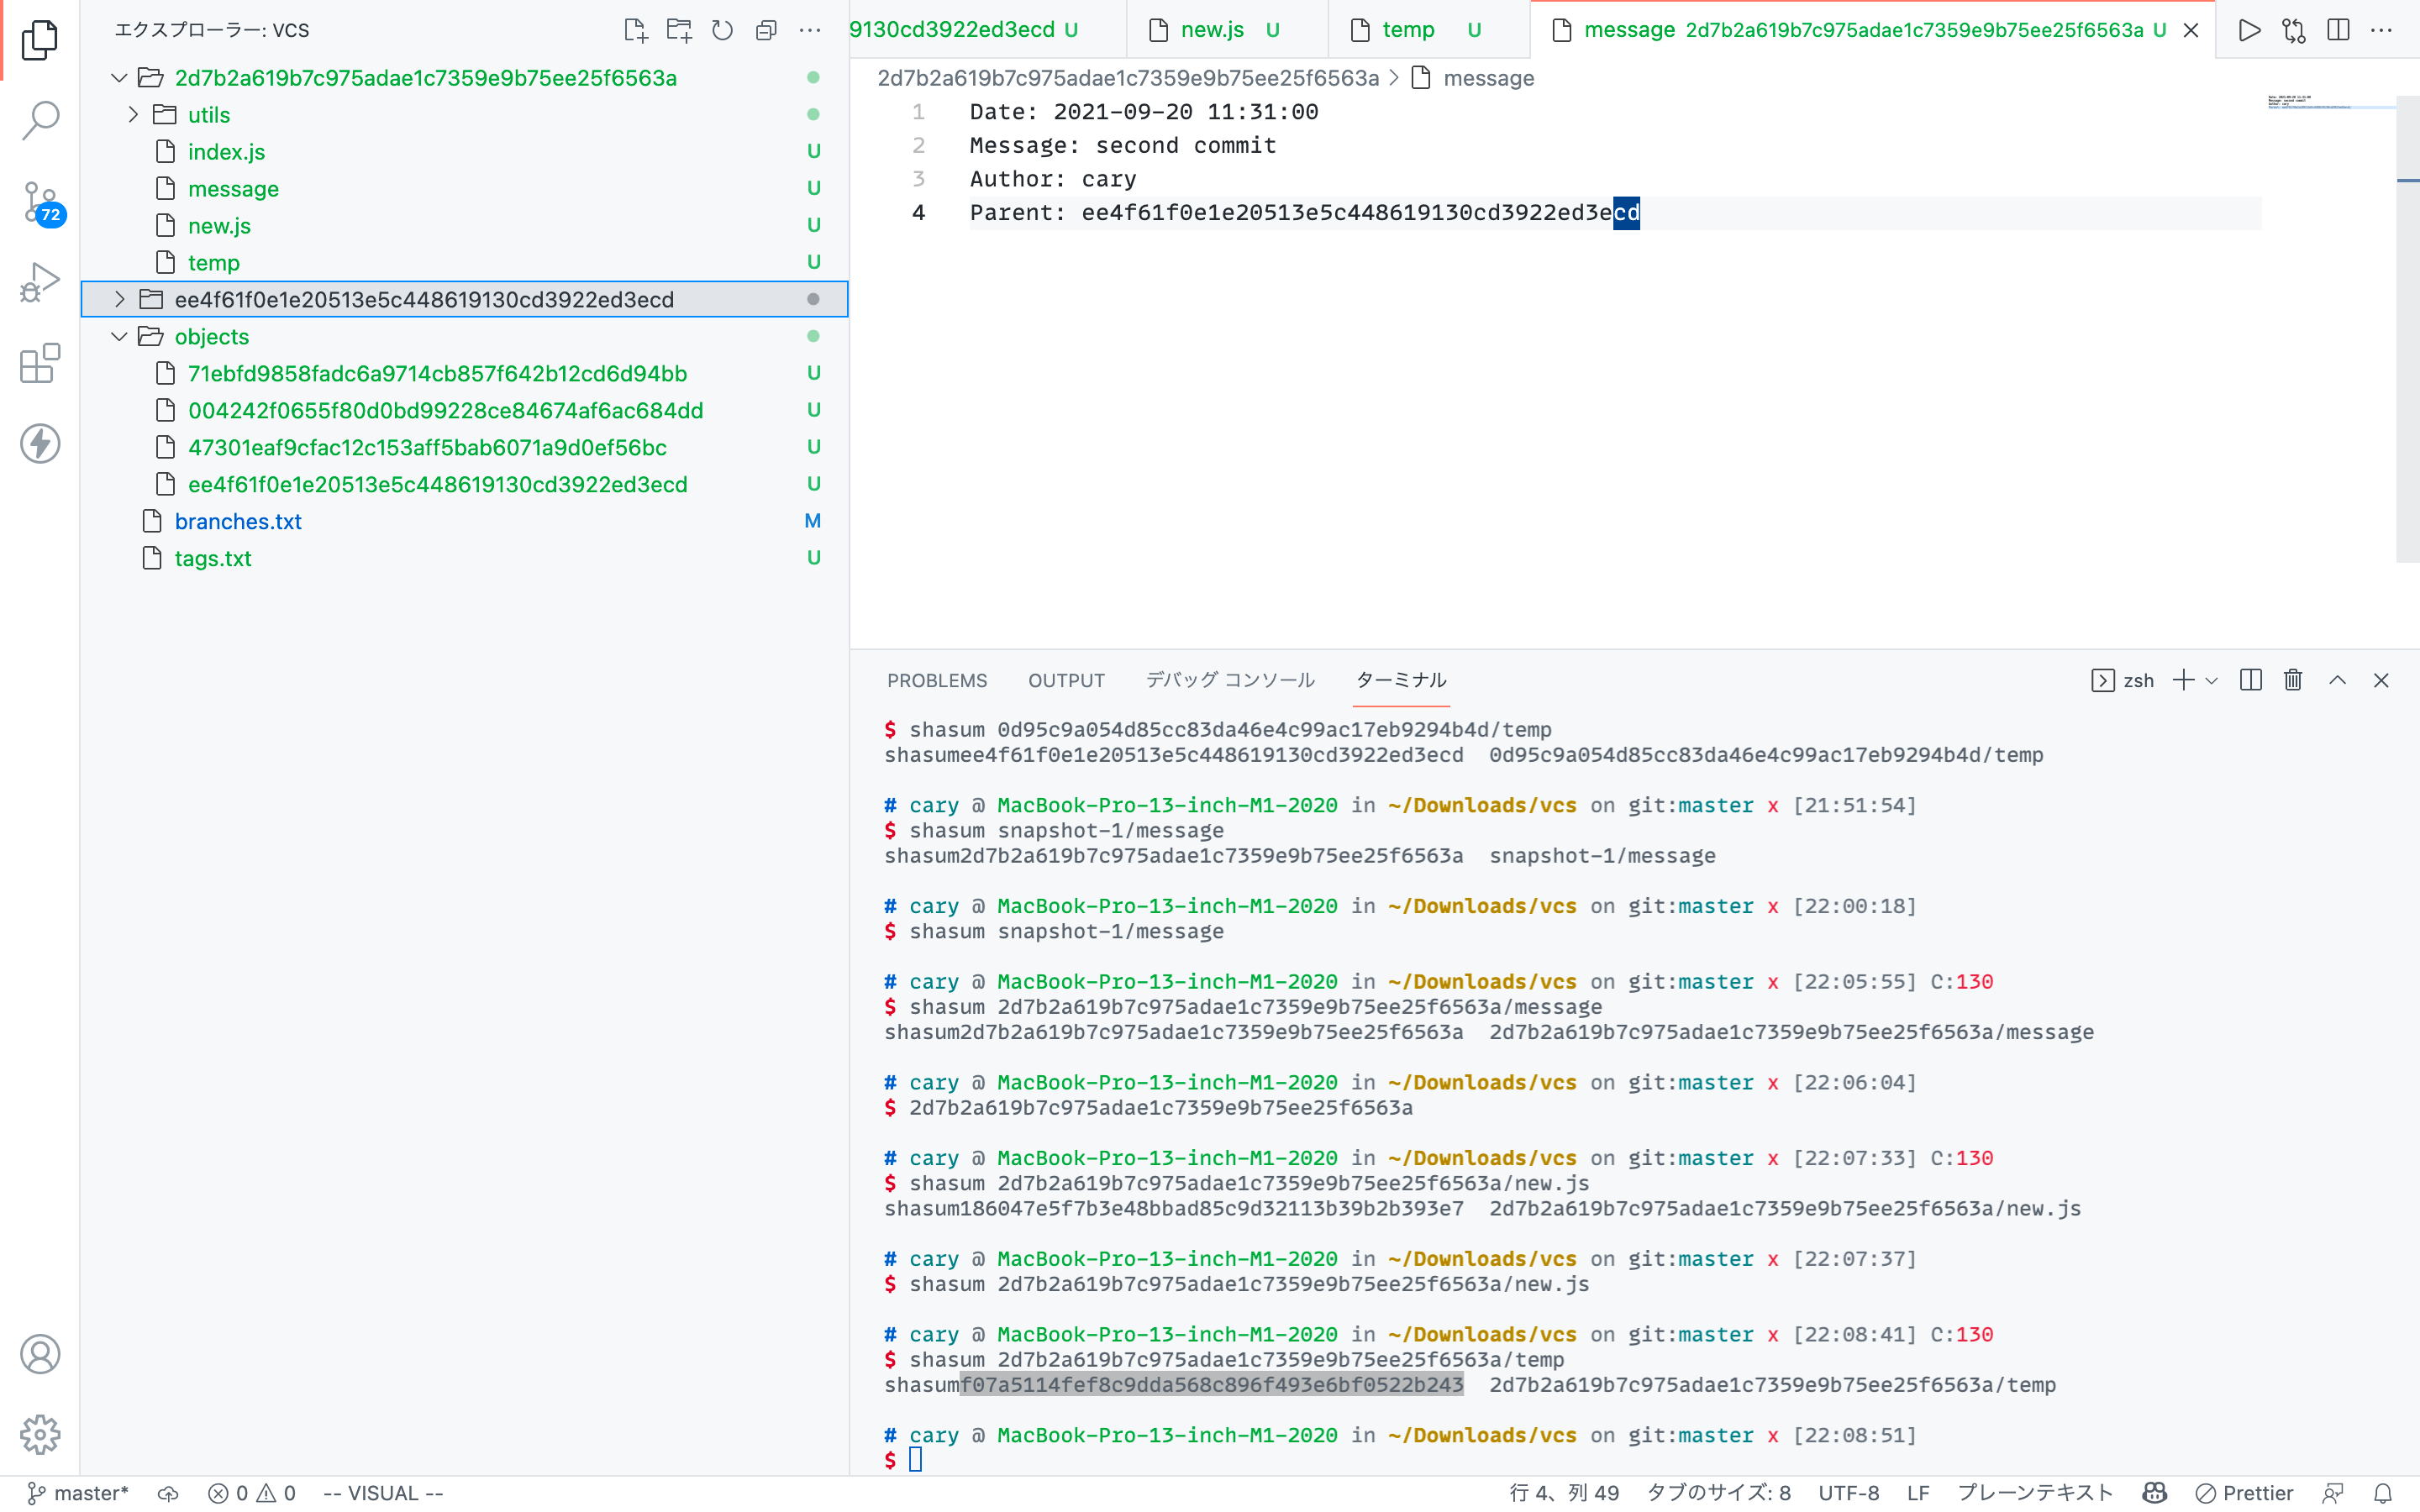 エクスプローラー: VCS
2d7b2a619b7c975adae1c7359e9b75ee25f6563a
utils
index.js U
message U
new.js U
temp U
ee4f61f0e1e20513e5c448619130cd3922ed3ecd
objects
71ebfd9858fadc6a9714cb857f642b12cd6d94bb U
004242f0655f80d0bd99228ce84674af6ac684dd U
47301eaf9cfac12c153aff5bab6071a9d0ef56bc U
ee4f61f0e1e20513e5c448619130cd3922ed3ecd U
branches.txt M
tags.txt U
72
9130cd3922ed3ecd U
new.js U
temp U
message 2d7b2a619b7c975adae1c7359e9b75ee25f6563a U
2d7b2a619b7c975adae1c7359e9b75ee25f6563a > message
1 Date: 2021-09-20 11:31:00
2 Message: second commit
3 Author: cary
4 Parent: ee4f61f0e1e20513e5c448619130cd3922ed3ecd
PROBLEMS OUTPUT デバッグ コンソール ターミナル zsh
$ shasum 0d95c9a054d85cc83da46e4c99ac17eb9294b4d/temp
shasumee4f61f0e1e20513e5c448619130cd3922ed3ecd 0d95c9a054d85cc83da46e4c99ac17eb9294b4d/temp
# cary @ MacBook-Pro-13-inch-M1-2020 in ~/Downloads/vcs on git:master x [21:51:54]
$ shasum snapshot-1/message
shasum2d7b2a619b7c975adae1c7359e9b75ee25f6563a snapshot-1/message
# cary @ MacBook-Pro-13-inch-M1-2020 in ~/Downloads/vcs on git:master x [22:00:18]
$ shasum snapshot-1/message
# cary @ MacBook-Pro-13-inch-M1-2020 in ~/Downloads/vcs on git:master x [22:05:55] C:130
$ shasum 2d7b2a619b7c975adae1c7359e9b75ee25f6563a/message
shasum2d7b2a619b7c975adae1c7359e9b75ee25f6563a 2d7b2a619b7c975adae1c7359e9b75ee25f6563a/message
# cary @ MacBook-Pro-13-inch-M1-2020 in ~/Downloads/vcs on git:master x [22:06:04]
$ 2d7b2a619b7c975adae1c7359e9b75ee25f6563a
# cary @ MacBook-Pro-13-inch-M1-2020 in ~/Downloads/vcs on git:master x [22:07:33] C:130
$ shasum 2d7b2a619b7c975adae1c7359e9b75ee25f6563a/new.js
shasum186047e5f7b3e48bbad85c9d32113b39b2b393e7 2d7b2a619b7c975adae1c7359e9b75ee25f6563a/new.js
# cary @ MacBook-Pro-13-inch-M1-2020 in ~/Downloads/vcs on git:master x [22:07:37]
$ shasum 2d7b2a619b7c975adae1c7359e9b75ee25f6563a/new.js
# cary @ MacBook-Pro-13-inch-M1-2020 in ~/Downloads/vcs on git:master x [22:08:41] C:130
$ shasum 2d7b2a619b7c975adae1c7359e9b75ee25f6563a/temp
shasumf07a5114fef8c9dda568c896f493e6bf0522b243 2d7b2a619b7c975adae1c7359e9b75ee25f6563a/temp
# cary @ MacBook-Pro-13-inch-M1-2020 in ~/Downloads/vcs on git:master x [22:08:51]
$
master* 0 0 -- VISUAL -- 行 4、列 49 タブのサイズ: 8 UTF-8 LF プレーンテキスト Prettier